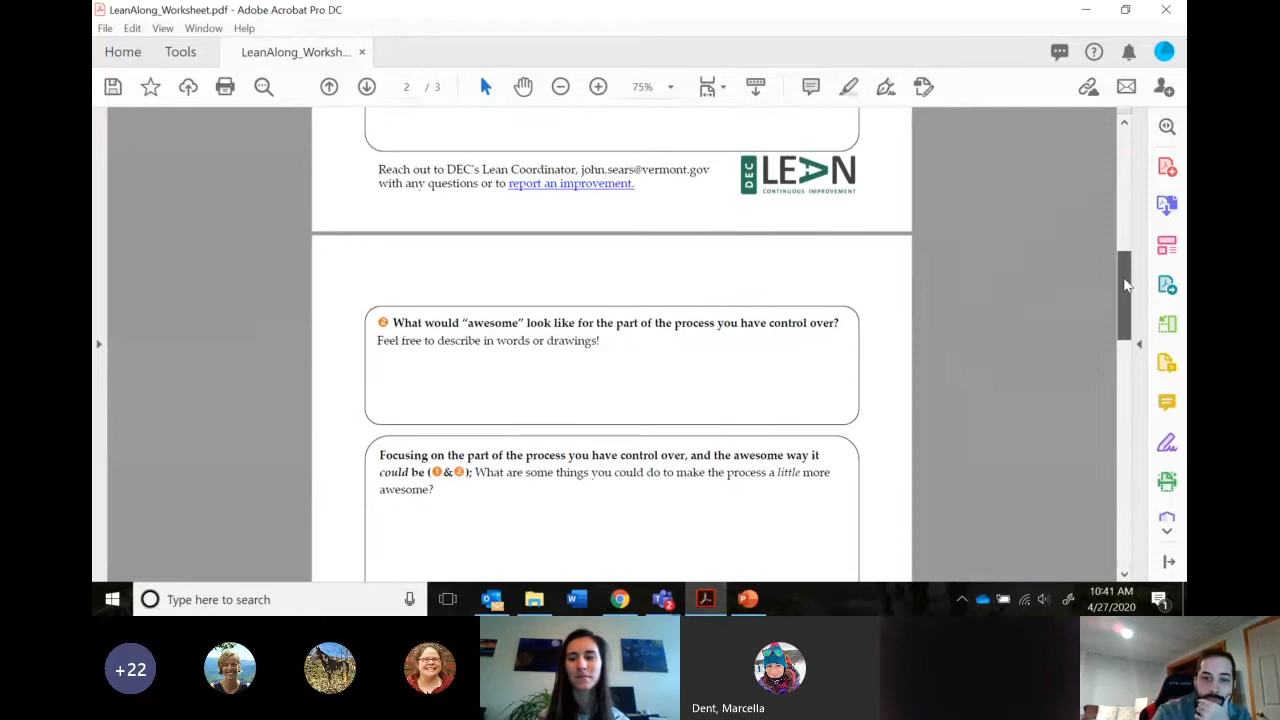 LeanAlong_Worksheet.pdf - Adobe Acrobat Pro DC
File Edit View Window Help
Home Tools LeanAlong_Worksh... ×
2 / 3 75%
Reach out to DEC's Lean Coordinator, john.sears@vermont.gov
with any questions or to report an improvement.
DEC LEAN
CONTINUOUS IMPROVEMENT
2 What would “awesome” look like for the part of the process you have control over?
Feel free to describe in words or drawings!
Focusing on the part of the process you have control over, and the awesome way it
could be (1&2); What are some things you could do to make the process a little more
awesome?
Type here to search
2
10:41 AM
4/27/2020
1
+22
Dent, Marcella